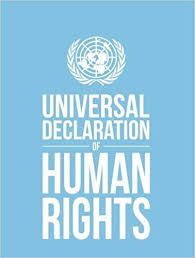 UNIVERSAL
DECLARATION
OF
HUMAN
RIGHTS